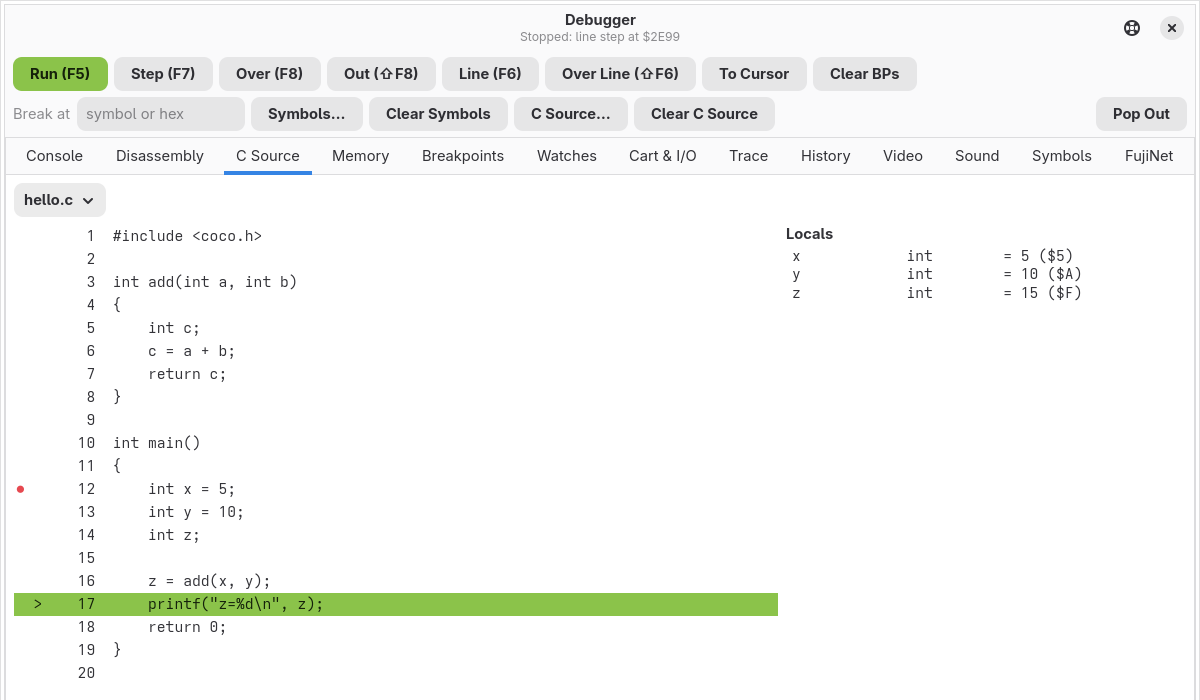 Debugger
Stopped: line step at $2E99
Run (F5) Step (F7) Over (F8) Out (⇧F8) Line (F6) Over Line (⇧F6) To Cursor Clear BPs
Break at symbol or hex Symbols... Clear Symbols C Source... Clear C Source Pop Out
Console Disassembly C Source Memory Breakpoints Watches Cart & I/O Trace History Video Sound Symbols FujiNet
hello.c
1 #include <coco.h>
2
3 int add(int a, int b)
4 {
5     int c;
6     c = a + b;
7     return c;
8 }
9
10 int main()
11 {
12     int x = 5;
13     int y = 10;
14     int z;
15
16     z = add(x, y);
> 17     printf("z=%d\n", z);
18     return 0;
19 }
20
Locals
x int = 5 ($5)
y int = 10 ($A)
z int = 15 ($F)